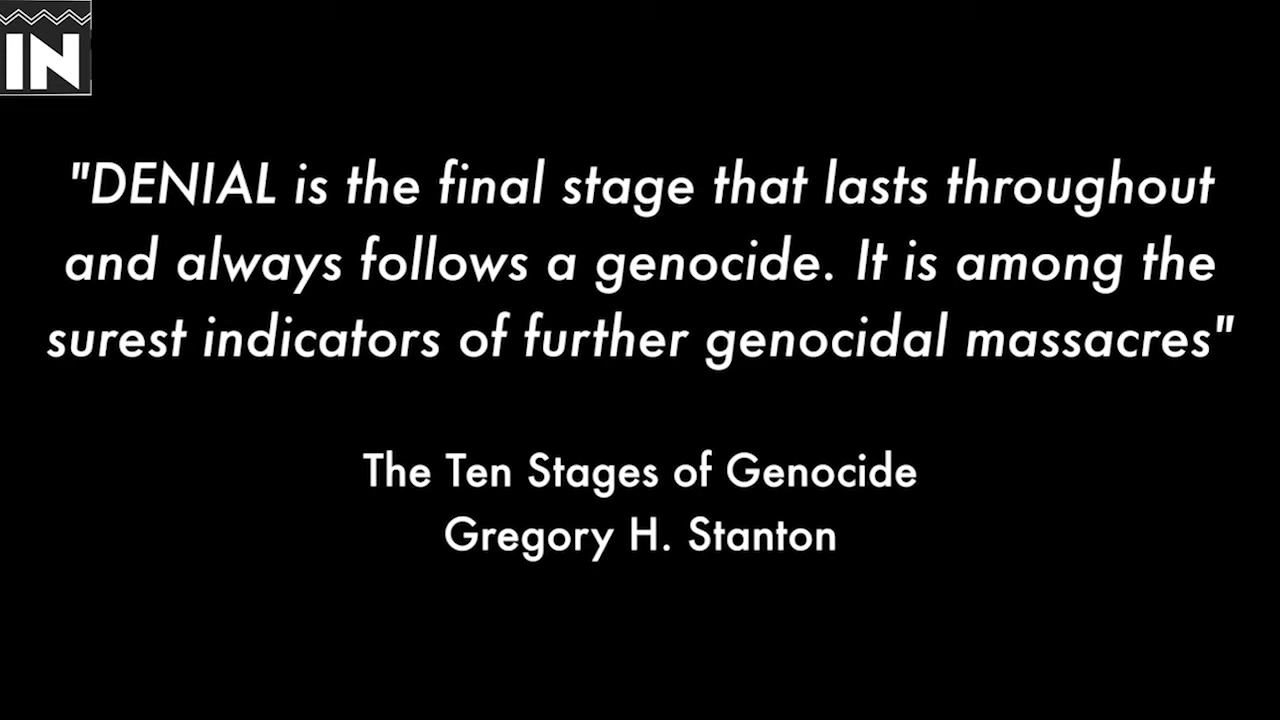 IN
"DENIAL is the final stage that lasts throughout
and always follows a genocide. It is among the
surest indicators of further genocidal massacres"
The Ten Stages of Genocide
Gregory H. Stanton